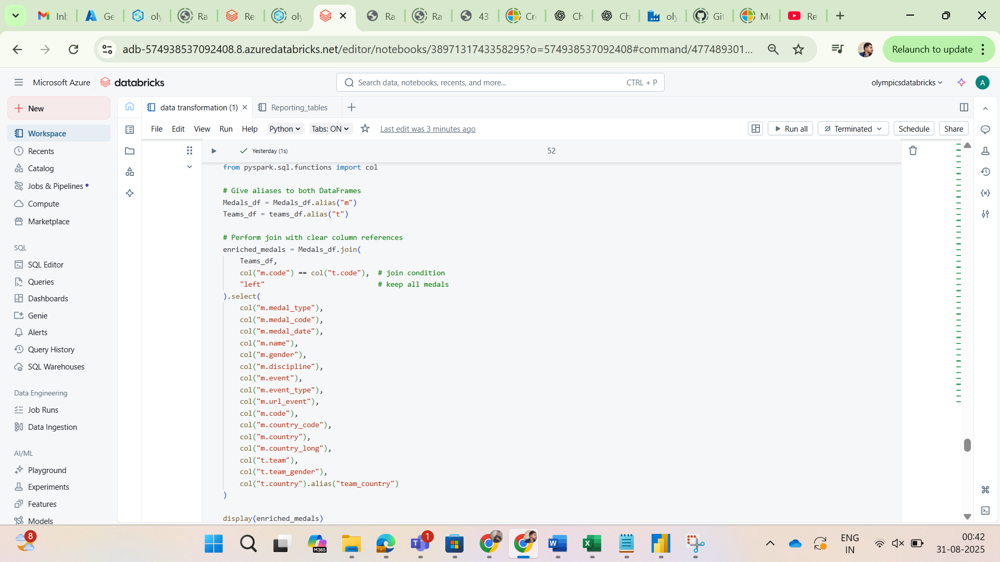 Inb
Ge
oly
Ra
Re
oly
Ra
Ra
43
Cre
Ch
Ch
oly
Git
Mo
Re
adb-574938537092408.8.azuredatabricks.net/editor/notebooks/3897131743358295?o=574938537092408#command/477489301...
Relaunch to update
Microsoft Azure
databricks
Search data, notebooks, recents, and more...
CTRL + P
olympicsdatabricks
A
New
data transformation (1)
Reporting_tables
File
Edit
View
Run
Help
Python
Tabs: ON
Last edit was 3 minutes ago
Run all
Terminated
Schedule
Share
Workspace
Recents
Catalog
Jobs & Pipelines
Compute
Marketplace
SQL
SQL Editor
Queries
Dashboards
Genie
Alerts
Query History
SQL Warehouses
Data Engineering
Job Runs
Data Ingestion
AI/ML
Playground
Experiments
Features
Models
Yesterday (1s)
52
from pyspark.sql.functions import col
# Give aliases to both DataFrames
Medals_df = Medals_df.alias("m")
Teams_df = teams_df.alias("t")
# Perform join with clear column references
enriched_medals = Medals_df.join(
Teams_df,
col("m.code") == col("t.code"),  # join condition
"left"                           # keep all medals
).select(
col("m.medal_type"),
col("m.medal_code"),
col("m.medal_date"),
col("m.name"),
col("m.gender"),
col("m.discipline"),
col("m.event"),
col("m.event_type"),
col("m.url_event"),
col("m.code"),
col("m.country_code"),
col("m.country"),
col("m.country_long"),
col("t.team"),
col("t.team_gender"),
col("t.country").alias("team_country")
)
display(enriched_medals)
8
M365
1
ENG
IN
00:42
31-08-2025